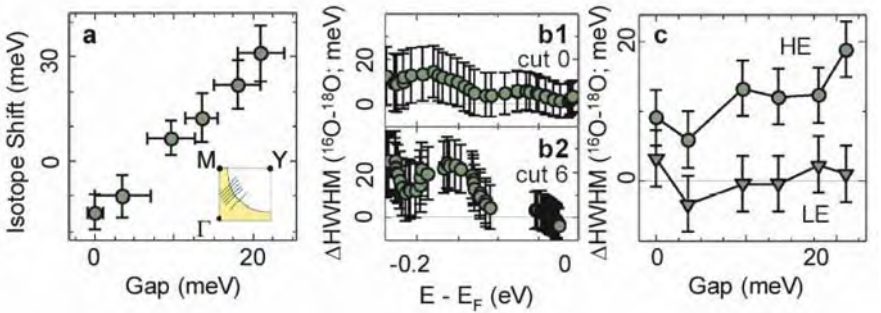 a
Isotope Shift (meV)
30
0
M
Y
Γ
0
20
Gap (meV)
b1
cut 0
ΔHWHM (¹⁶O-¹⁸O; meV)
20
0
b2
cut 6
20
0
-0.2
0
E - E_F (eV)
c
HE
LE
ΔHWHM (¹⁶O-¹⁸O; meV)
20
0
0
20
Gap (meV)